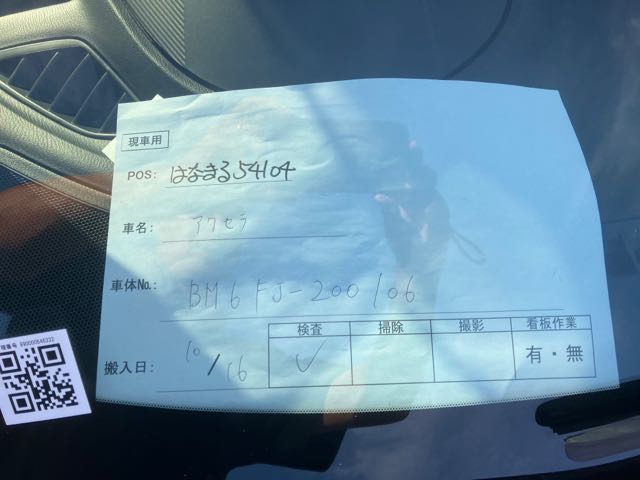 現車用
POS: はなまる54104
車名: アクセラ
車体No.: BM6FJ-200106
検査 掃除 撮影 看板作業
搬入日: 10/16 ✓ 有・無